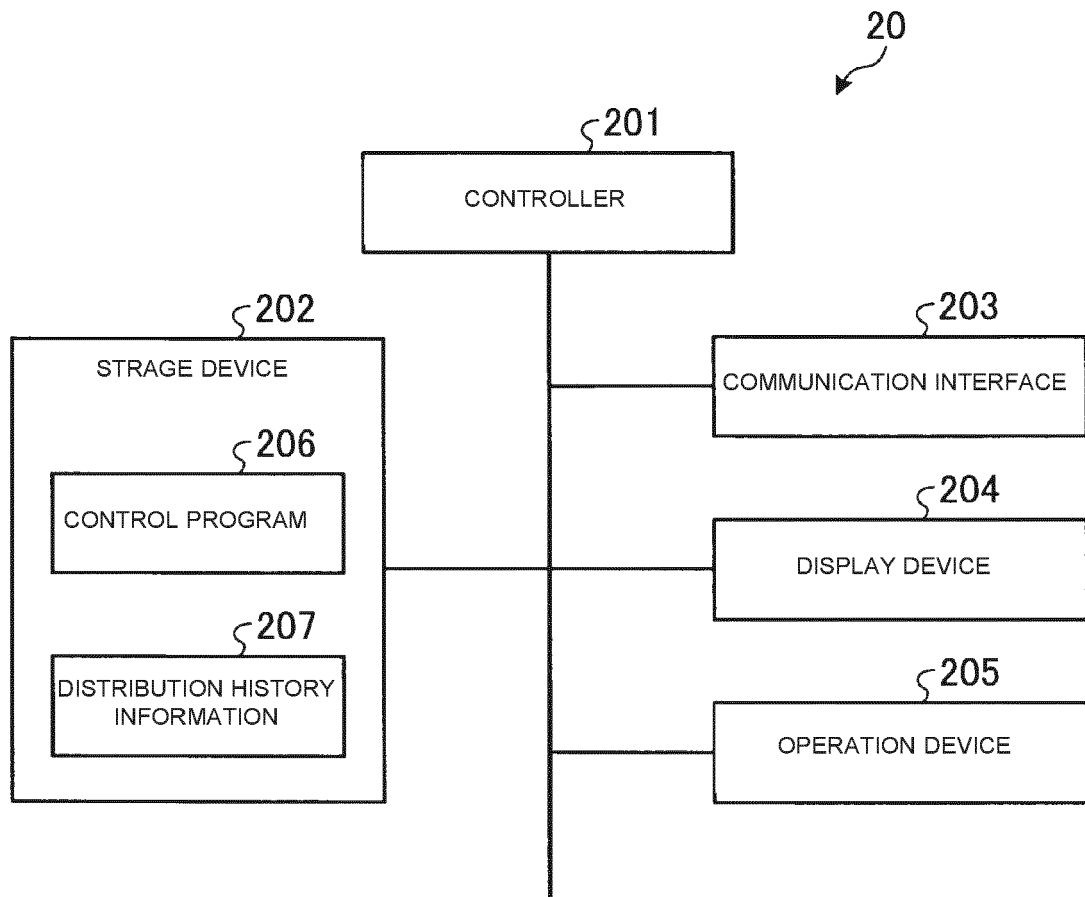 20
201
CONTROLLER
202
STRAGE DEVICE
203
COMMUNICATION INTERFACE
206
CONTROL PROGRAM
204
DISPLAY DEVICE
207
DISTRIBUTION HISTORY
INFORMATION
205
OPERATION DEVICE